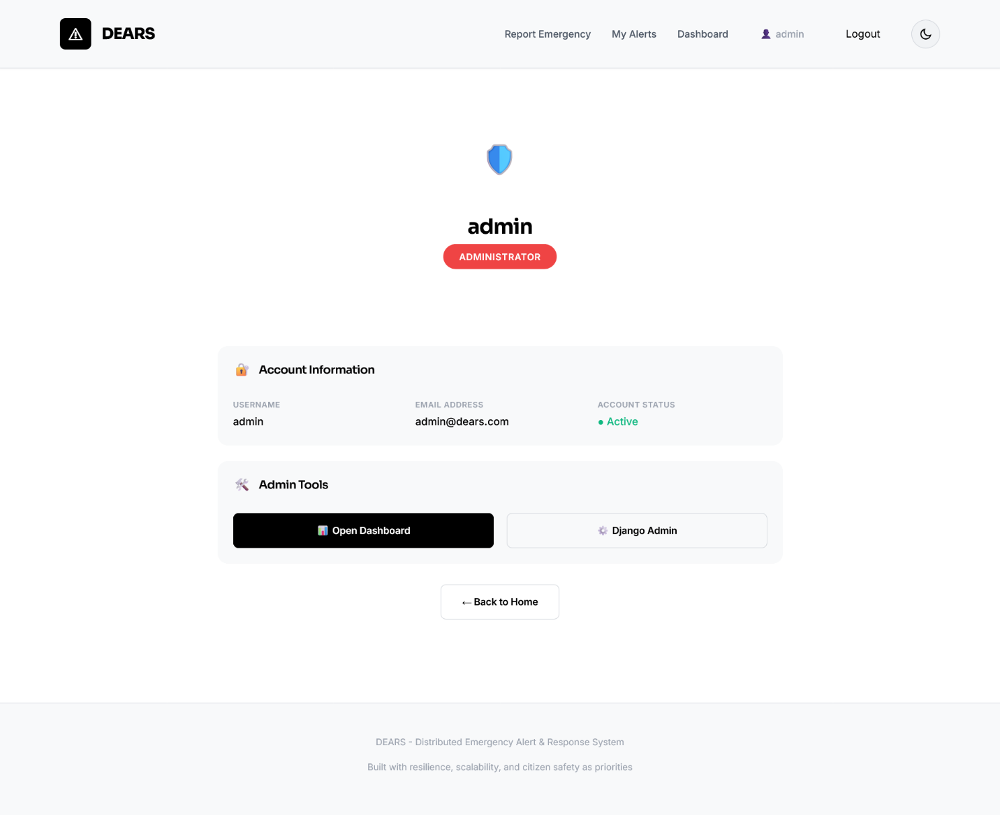 DEARS
Report Emergency
My Alerts
Dashboard
admin
Logout
admin
ADMINISTRATOR
Account Information
USERNAME
admin
EMAIL ADDRESS
admin@dears.com
ACCOUNT STATUS
● Active
Admin Tools
Open Dashboard
Django Admin
← Back to Home
DEARS - Distributed Emergency Alert & Response System
Built with resilience, scalability, and citizen safety as priorities